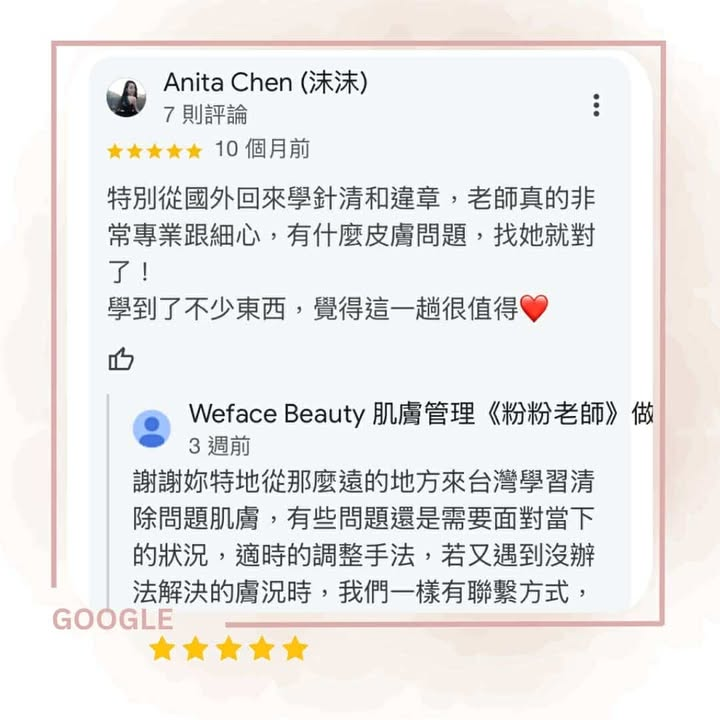 Anita Chen (沫沫)
7 則評論
10 個月前
特別從國外回來學針清和違章，老師真的非
常專業跟細心，有什麼皮膚問題，找她就對
了！
學到了不少東西，覺得這一趟很值得❤️
Weface Beauty 肌膚管理《粉粉老師》做
3 週前
謝謝妳特地從那麼遠的地方來台灣學習清
除問題肌膚，有些問題還是需要面對當下
的狀況，適時的調整手法，若又遇到沒辦
法解決的膚況時，我們一樣有聯繫方式，
GOOGLE